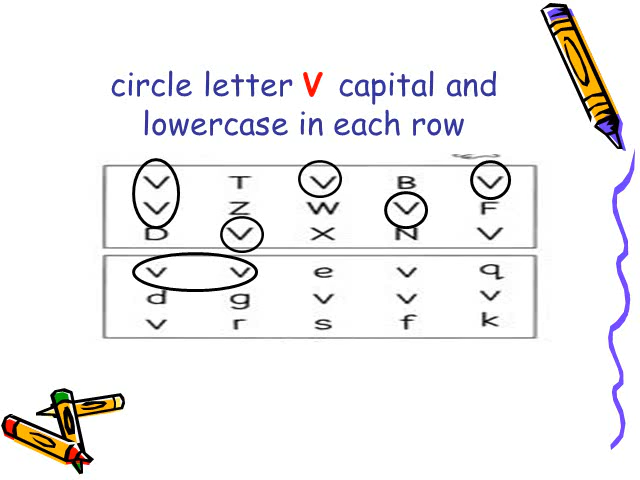 circle letter V capital and
lowercase in each row
V T V B V
V Z W V F
D V X N V
v v e v q
d g v v v
v r s f k